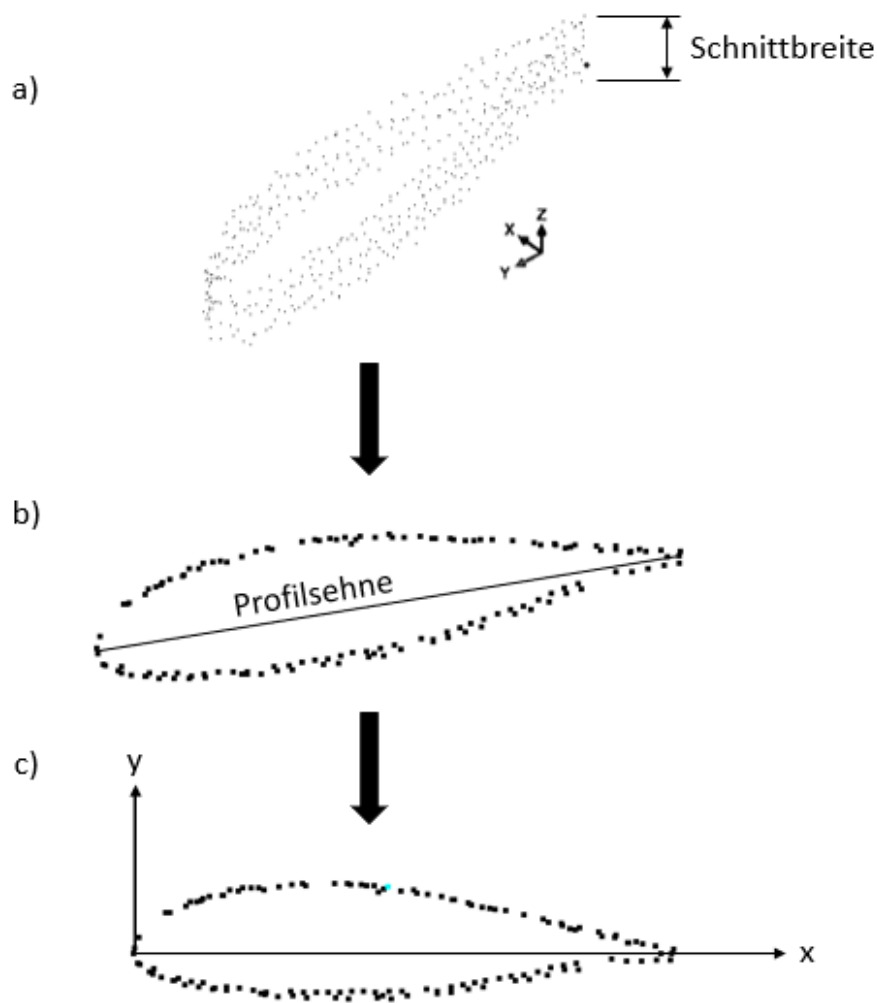 Schnittbreite
a)
Z
X
Y
b)
Profilsehne
c)
y
x